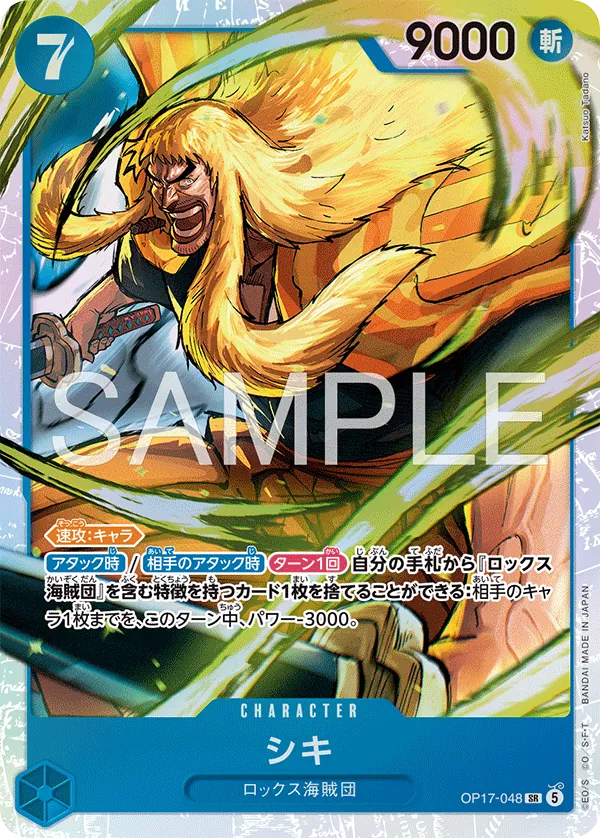 7
9000
斬
Katsuo Tadano
SAMPLE
速攻:キャラ
アタック時 / 相手のアタック時 ターン1回 自分の手札から『ロックス
海賊団』を含む特徴を持つカード1枚を捨てることができる:相手のキャ
ラ1枚までを、このターン中、パワー-3000。
CHARACTER
シキ
ロックス海賊団
OP17-048 SR 5
©E.O/S ©O/S・F・T BANDAI MADE IN JAPAN